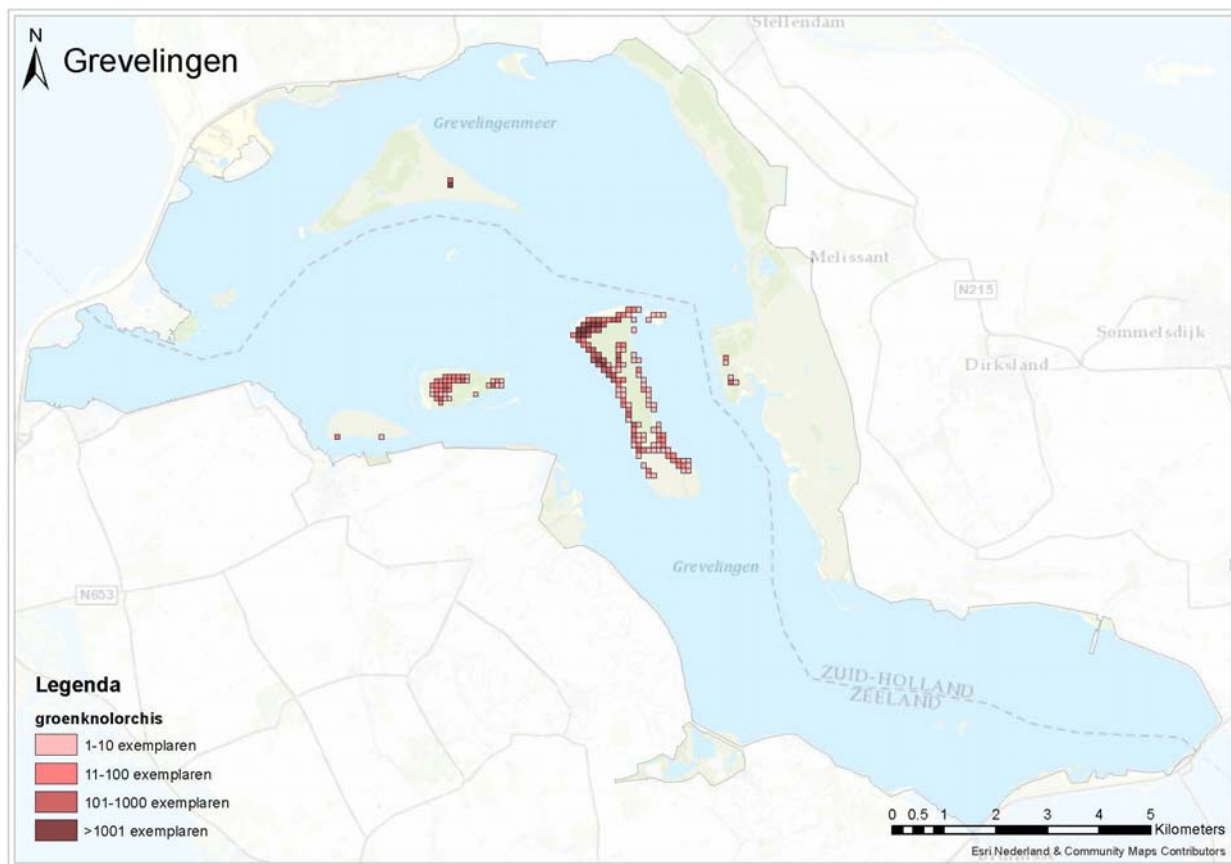 N
Grevelingen
Stellendam
Grevelingenmeer
Melissant
N215
Sommelsdijk
Dirksland
Grevelingen
N653
ZUID-HOLLAND
ZEELAND
Legenda
groenknolorchis
1-10 exemplaren
11-100 exemplaren
101-1000 exemplaren
>1001 exemplaren
0 0.5 1 2 3 4 5
Kilometers
Esri Nederland & Community Maps Contributors